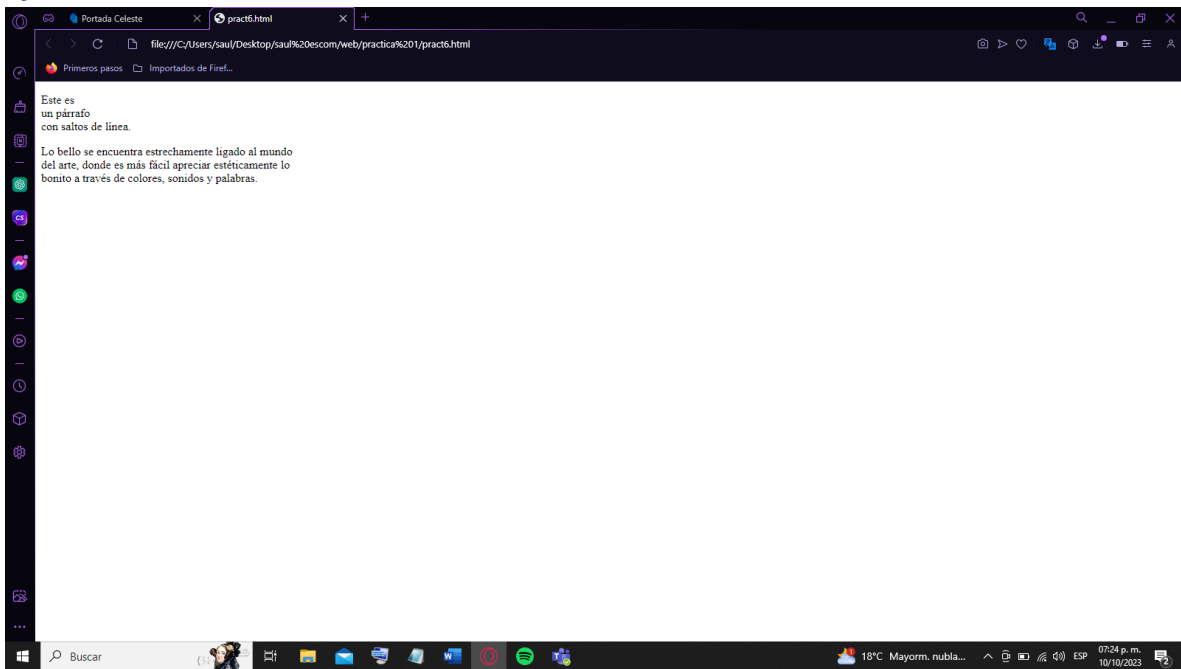 Portada Celeste
pract6.html
file:///C:/Users/saul/Desktop/saul%20escom/web/practica%201/pract6.html
Primeros pasos
Importados de Firef...
Este es
un párrafo
con saltos de línea.
Lo bello se encuentra estrechamente ligado al mundo
del arte, donde es más fácil apreciar estéticamente lo
bonito a través de colores, sonidos y palabras.
CS
Buscar
18°C Mayorm. nubla...
ESP
07:24 p. m.
10/10/2023
2